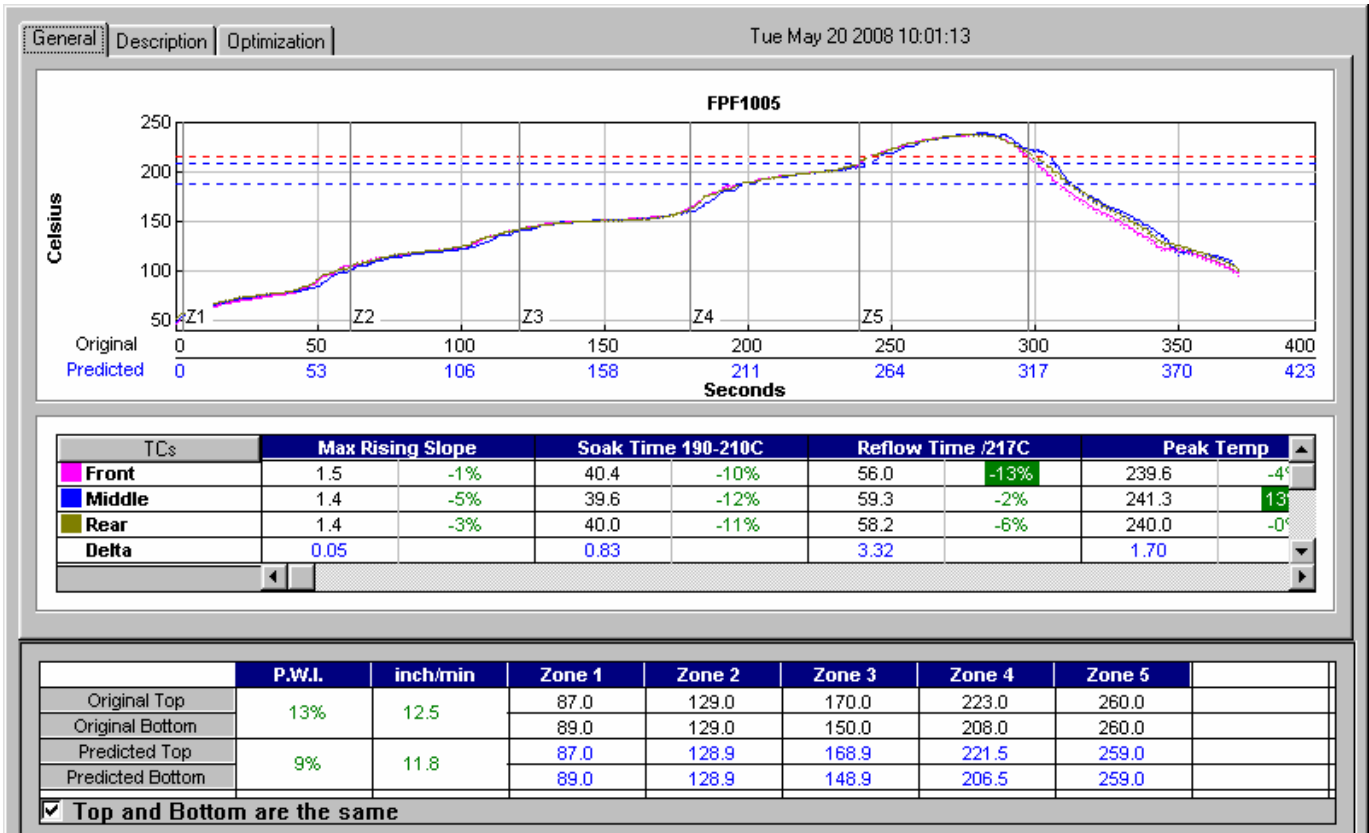 General Description Optimization Tue May 20 2008 10:01:13
FPF1005
Celsius
250
200
150
100
50
Z1 Z2 Z3 Z4 Z5
Original 0 50 100 150 200 250 300 350 400
Predicted 0 53 106 158 211 264 317 370 423
Seconds
TCs Max Rising Slope Soak Time 190-210C Reflow Time /217C Peak Temp
Front 1.5 -1% 40.4 -10% 56.0 -13% 239.6 -4
Middle 1.4 -5% 39.6 -12% 59.3 -2% 241.3 13
Rear 1.4 -3% 40.0 -11% 58.2 -6% 240.0 -0
Delta 0.05 0.83 3.32 1.70
P.W.I. inch/min Zone 1 Zone 2 Zone 3 Zone 4 Zone 5
Original Top 13% 12.5 87.0 129.0 170.0 223.0 260.0
Original Bottom 89.0 129.0 150.0 208.0 260.0
Predicted Top 9% 11.8 87.0 128.9 168.9 221.5 259.0
Predicted Bottom 89.0 128.9 148.9 206.5 259.0
Top and Bottom are the same